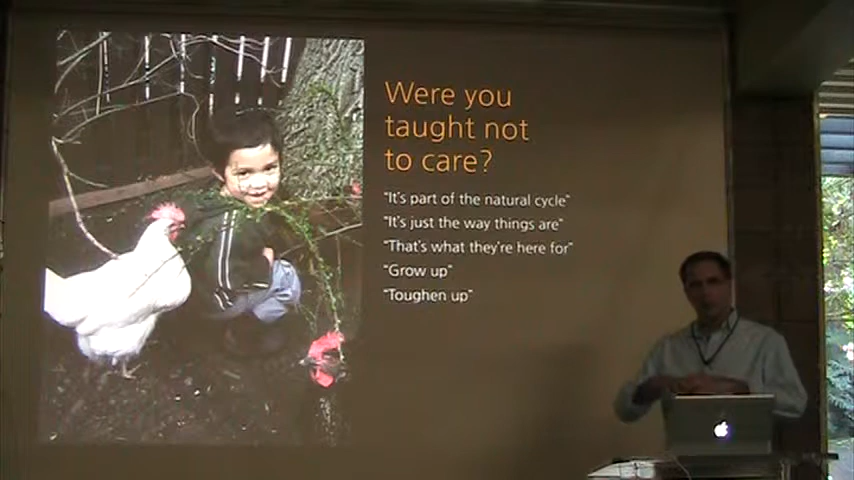 Were you
taught not
to care?
"It's part of the natural cycle"
"It's just the way things are"
"That's what they're here for"
"Grow up"
"Toughen up"